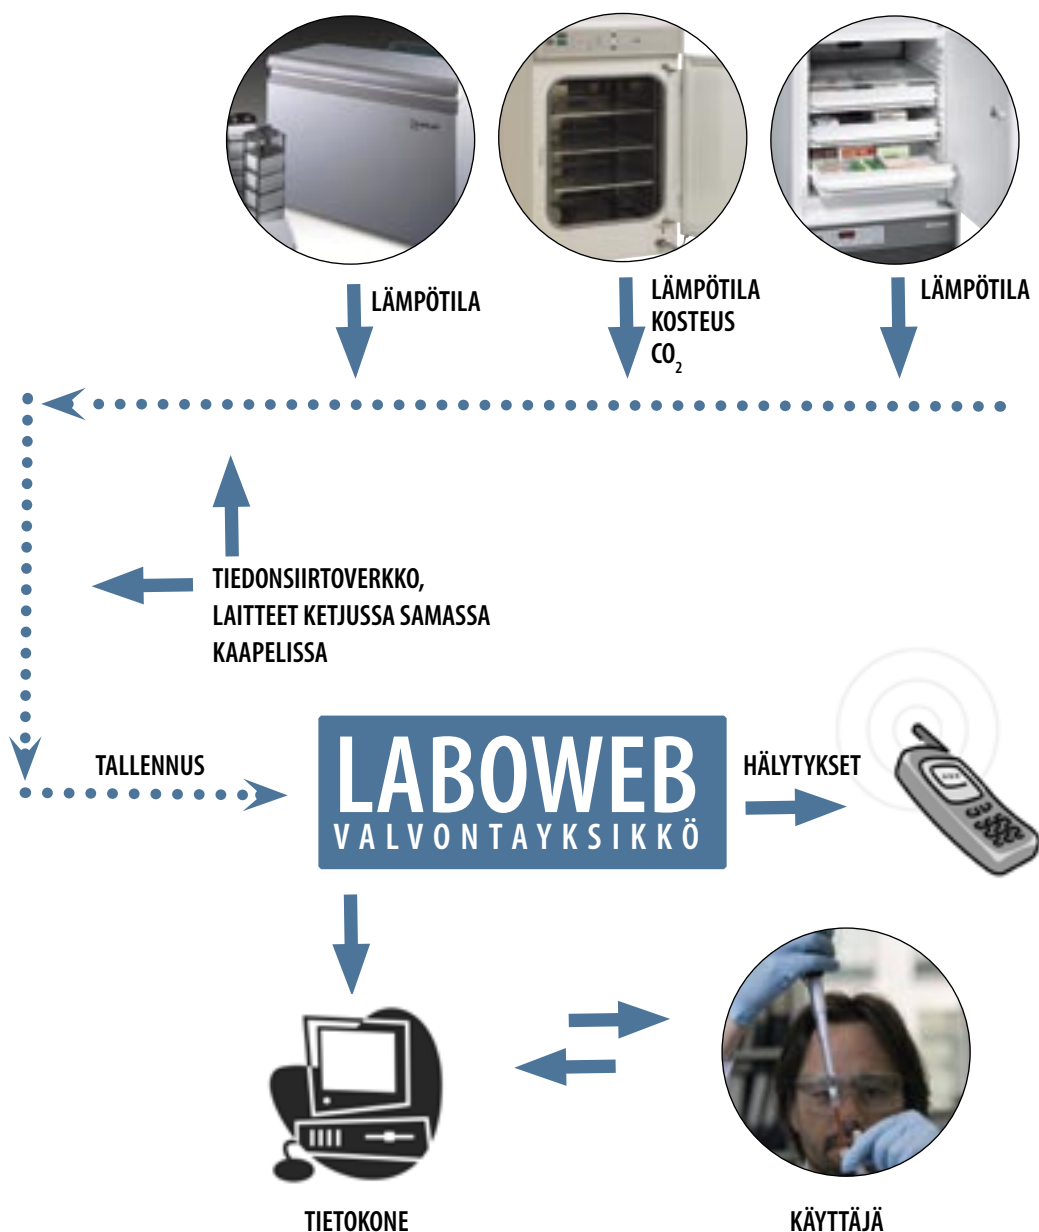 LÄMPÖTILA
LÄMPÖTILA
KOSTEUS
CO₂
LÄMPÖTILA
TIEDONSIIRTOVERKKO,
LAITTEET KETJUSSA SAMASSA
KAAPELISSA
TALLENNUS
LABOWEB
VALVONTAYKSIKKÖ
HÄLYTYKSET
TIETOKONE
KÄYTTÄJÄ